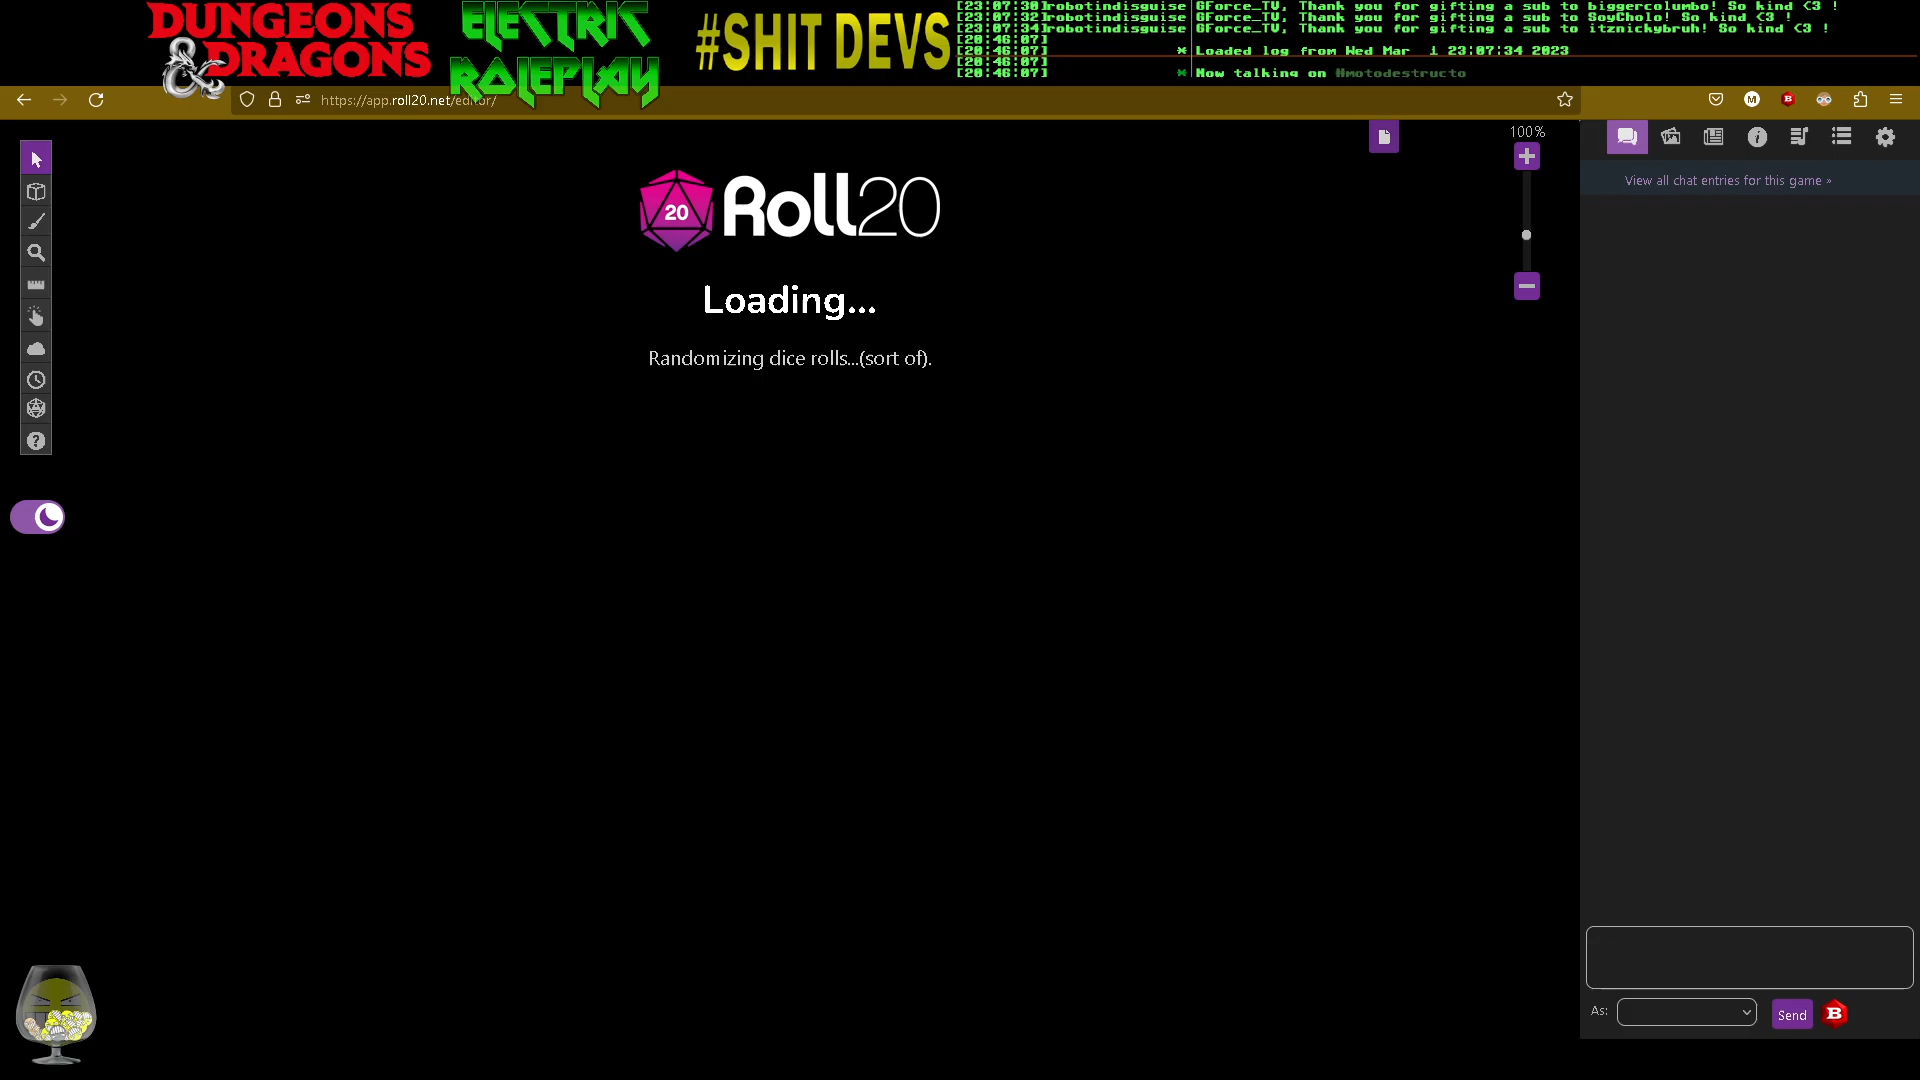 DUNGEONS
& DRAGONS
ELECTRIC
ROLEPLAY
#SHIT DEVS
[23:07:30]robotindisguise GForce_TV, Thank you for gifting a sub to biggercolumbo! So kind <3 !
[23:07:32]robotindisguise GForce_TV, Thank you for gifting a sub to SoyCholo! So kind <3 !
[23:07:34]robotindisguise GForce_TV, Thank you for gifting a sub to itznickybruh! So kind <3 !
[20:46:07]
[20:46:07] * Loaded log from Wed Mar 1 23:07:34 2023
[20:46:07]
[20:46:07] * Now talking on #motodestructo
https://app.roll20.net/editor/
M
B
100%
View all chat entries for this game »
20 Roll20
Loading...
Randomizing dice rolls...(sort of).
As:
Send
B